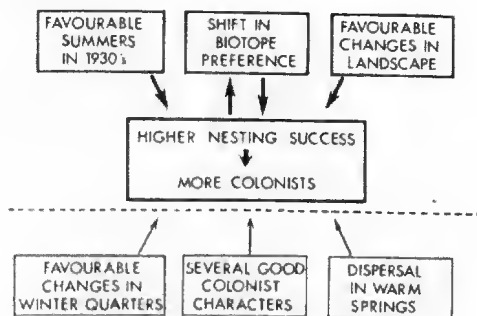 FAVOURABLE
SUMMERS
IN 1930's
SHIFT IN
BIOTOPE
PREFERENCE
FAVOURABLE
CHANGES IN
LANDSCAPE
HIGHER NESTING SUCCESS
MORE COLONISTS
FAVOURABLE
CHANGES IN
WINTER QUARTERS
SEVERAL GOOD
COLONIST
CHARACTERS
DISPERSAL
IN WARM
SPRINGS